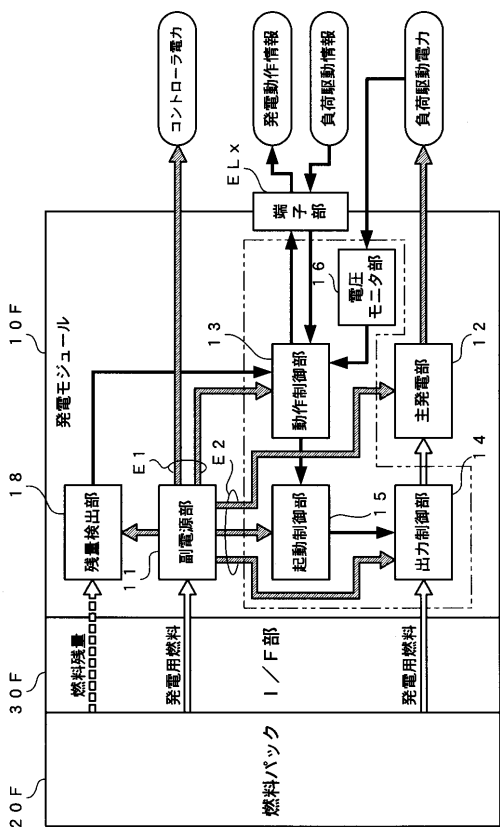 20F
30F
10F
燃料パック
I/F部
発電モジュール
燃料残量
発電用燃料
発電用燃料
18
残量検出部
11
副電源部
E1
E2
13
動作制御部
15
起動制御部
16
電圧
モニタ部
ELx
端子部
12
主発電部
14
出力制御部
コントローラ電力
発電動作情報
負荷駆動情報
負荷駆動電力